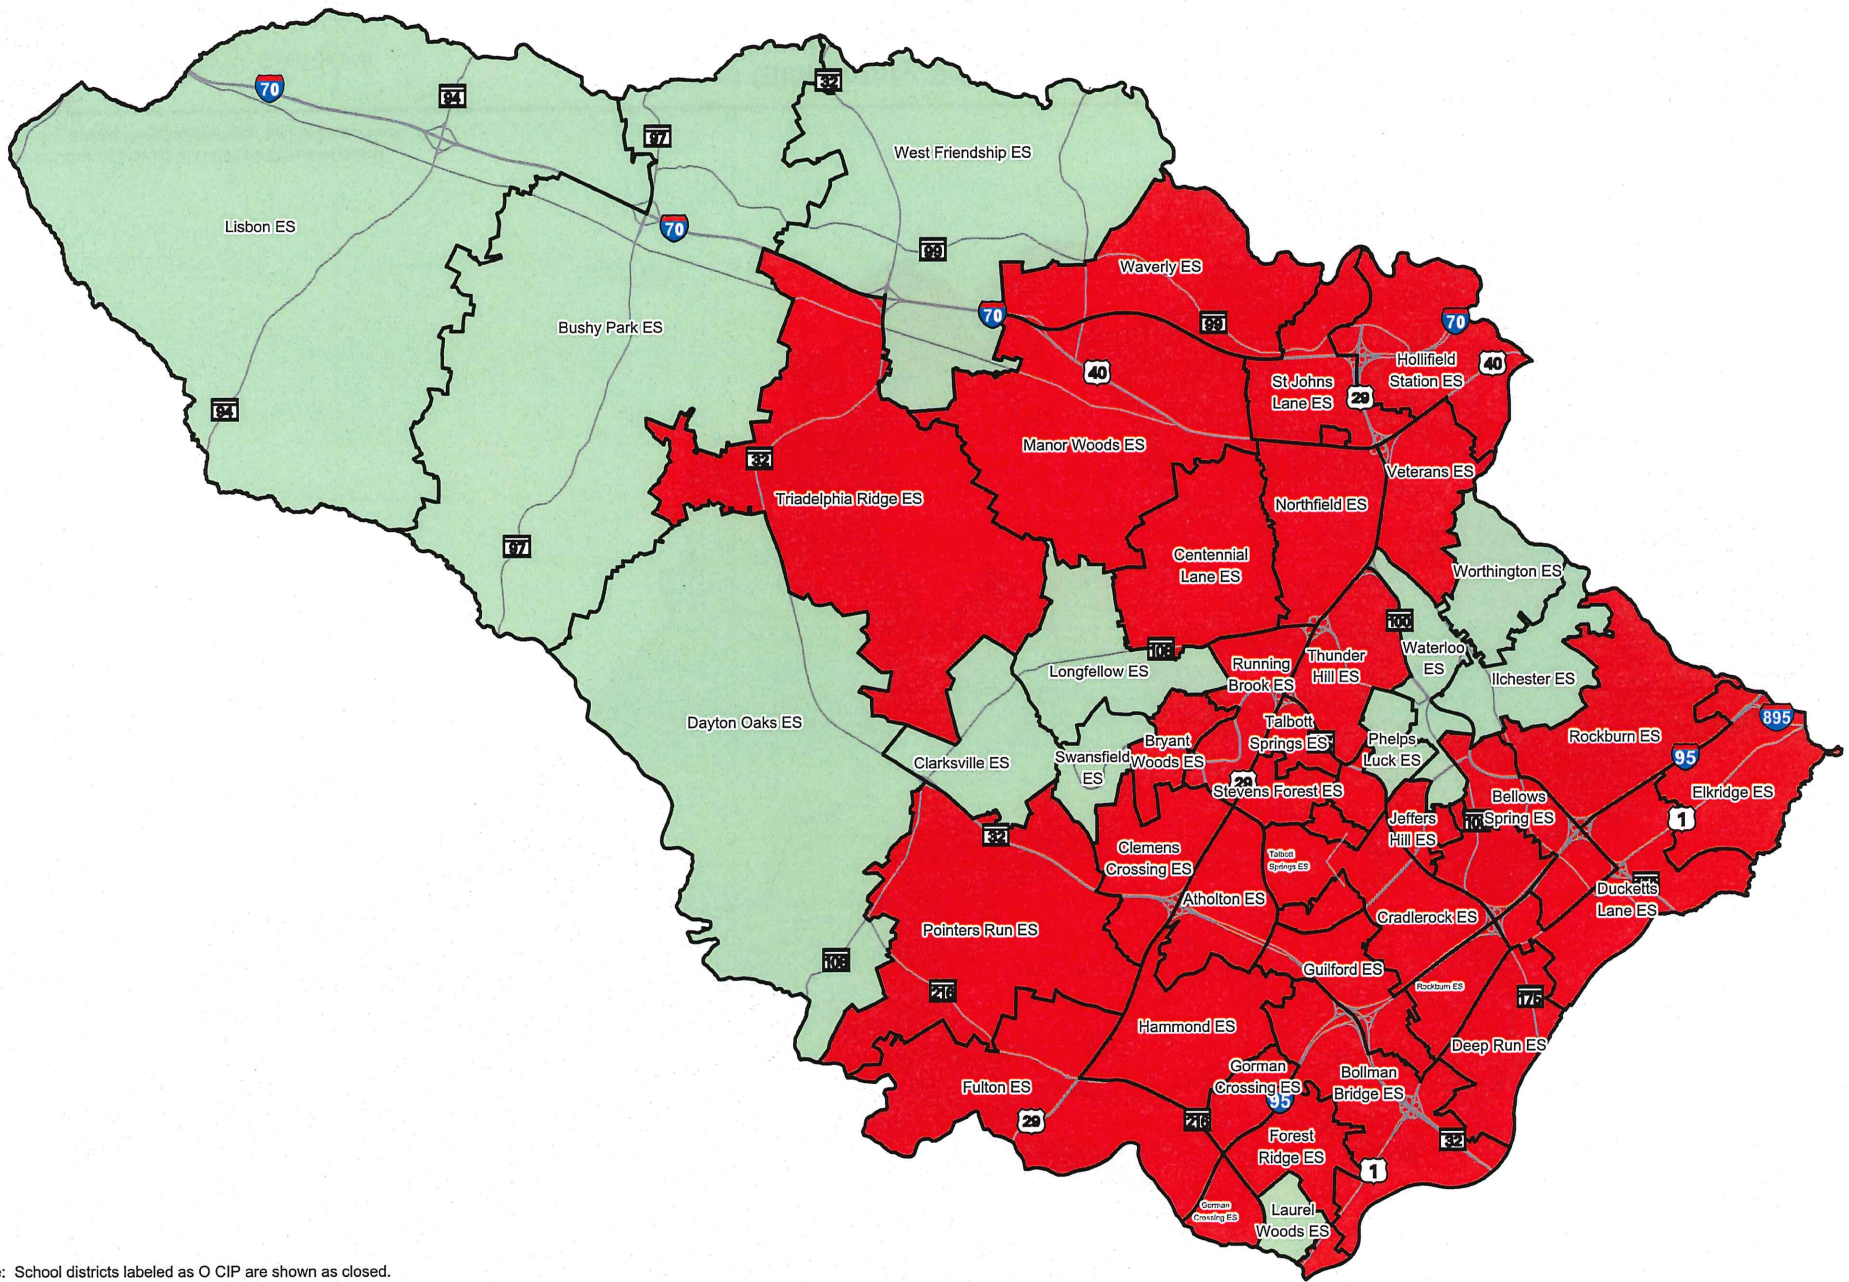 70
94
32
97
West Friendship ES
Lisbon ES
70
99
Waverly ES
70
99
70
Bushy Park ES
40
Hollifield
Station ES
40
St Johns
Lane ES
29
94
Manor Woods ES
32
Veterans ES
Triadelphia Ridge ES
Northfield ES
97
Centennial
Lane ES
Worthington ES
100
108
Waterloo
ES
Longfellow ES
Running
Brook ES
Thunder
Hill ES
Ilchester ES
Dayton Oaks ES
Talbott
Springs ES
895
Rockburn ES
Bryant
Woods ES
Phelps
Luck ES
95
Clarksville ES
Swansfield
ES
29
Stevens Forest ES
Elkridge ES
Bellows
Spring ES
1
Jeffers
Hill ES
32
Clemens
Crossing ES
Talbott
Springs ES
Ducketts
Lane ES
Atholton ES
Cradlerock ES
Pointers Run ES
108
Guilford ES
Rockburn ES
216
175
Hammond ES
Deep Run ES
Gorman
Crossing ES
Bollman
Bridge ES
Fulton ES
95
29
216
Forest
Ridge ES
32
1
Gorman
Crossing ES
Laurel
Woods ES
: School districts labeled as O CIP are shown as closed.